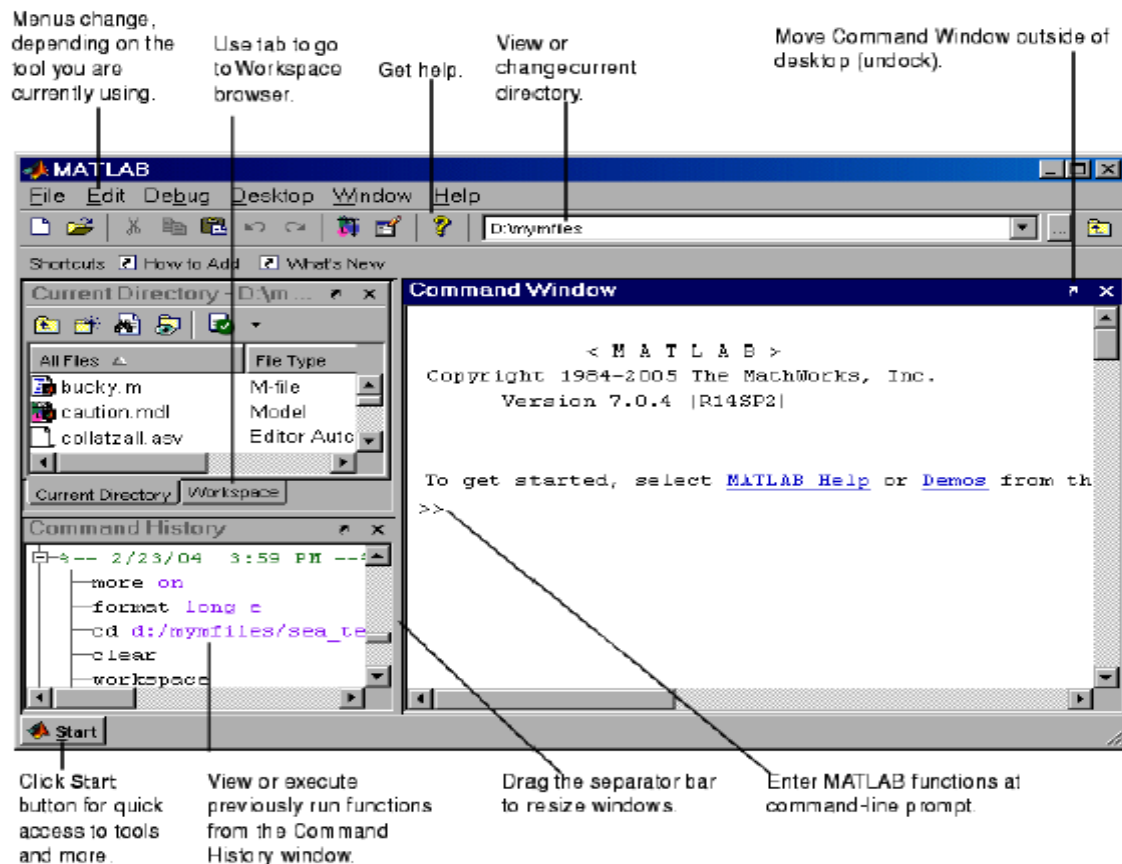 Menus change,
depending on the
tool you are
currently using.
Use tab to go
to Workspace
browser.
Get help.
View or
changecurrent
directory.
Move Command Window outside of
desktop (undock).
MATLAB
File Edit Debug Desktop Window Help
D:\mymfiles
...
Shortcuts How to Add What's New
Current Directory - D:\m ...
All Files File Type
bucky.m M-file
caution.mdl Model
collatzall.asv Editor Autc
Current Directory Workspace
Command History
%-- 2/23/04 3:59 PM --%
more on
format long e
cd d:/mymfiles/sea_te
clear
workspace
Start
Command Window
< M A T L A B >
Copyright 1984-2005 The MathWorks, Inc.
Version 7.0.4 (R14SP2)
To get started, select MATLAB Help or Demos from th
>>
Click Start
button for quick
access to tools
and more.
View or execute
previously run functions
from the Command
History window.
Drag the separator bar
to resize windows.
Enter MATLAB functions at
command-line prompt.